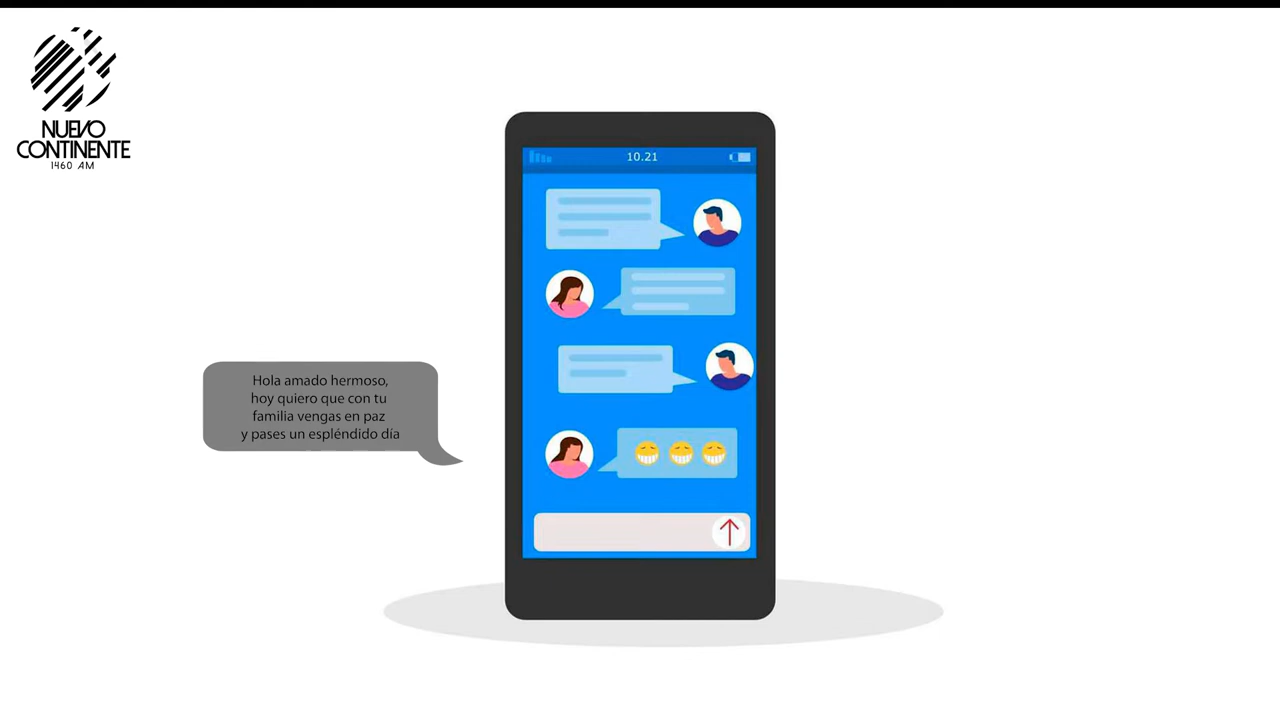 NUEVO
CONTINENTE
1460 AM
10.21
Hola amado hermoso,
hoy quiero que con tu
familia vengas en paz
y pases un espléndido día